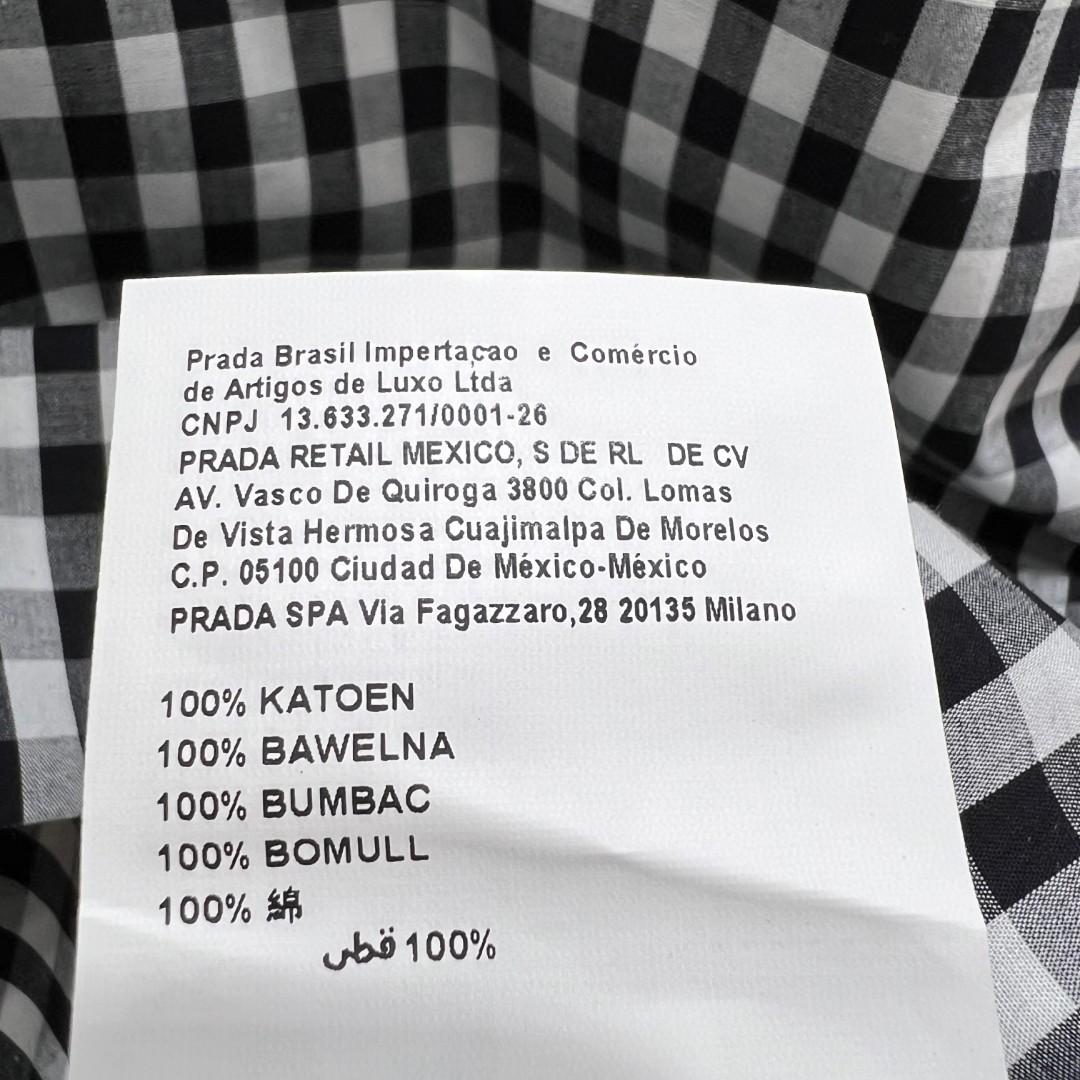 Prada Brasil Impertaçao e Comércio
de Artigos de Luxo Ltda
CNPJ 13.633.271/0001-26
PRADA RETAIL MEXICO, S DE RL DE CV
AV. Vasco De Quiroga 3800 Col. Lomas
De Vista Hermosa Cuajimalpa De Morelos
C.P. 05100 Ciudad De México-México
PRADA SPA Via Fagazzaro,28 20135 Milano
100% KATOEN
100% BAWELNA
100% BUMBAC
100% BOMULL
100% 綿
100% قطن